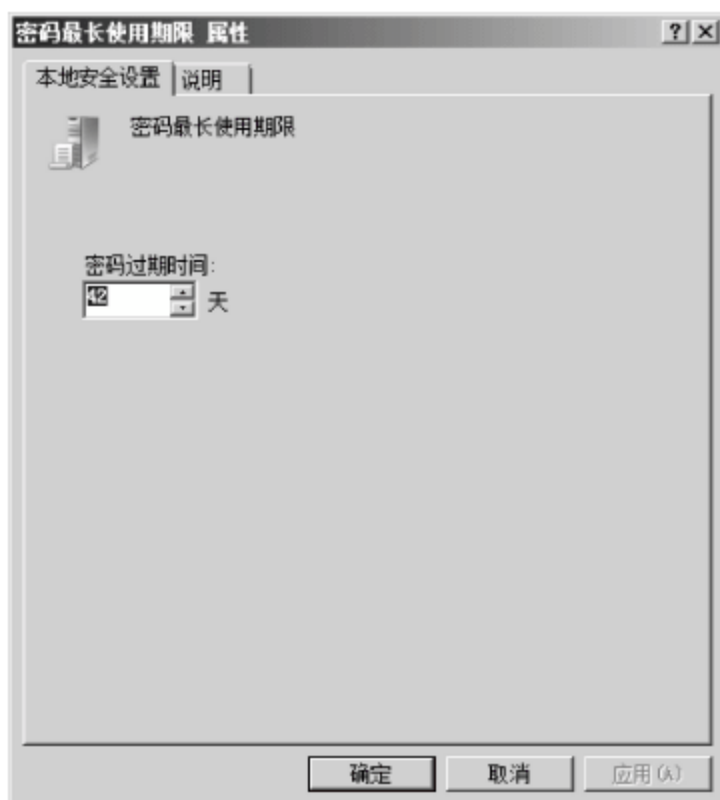 密码最长使用期限 属性
本地安全设置 说明
密码最长使用期限
密码过期时间:
42 天
确定 取消 应用(A)